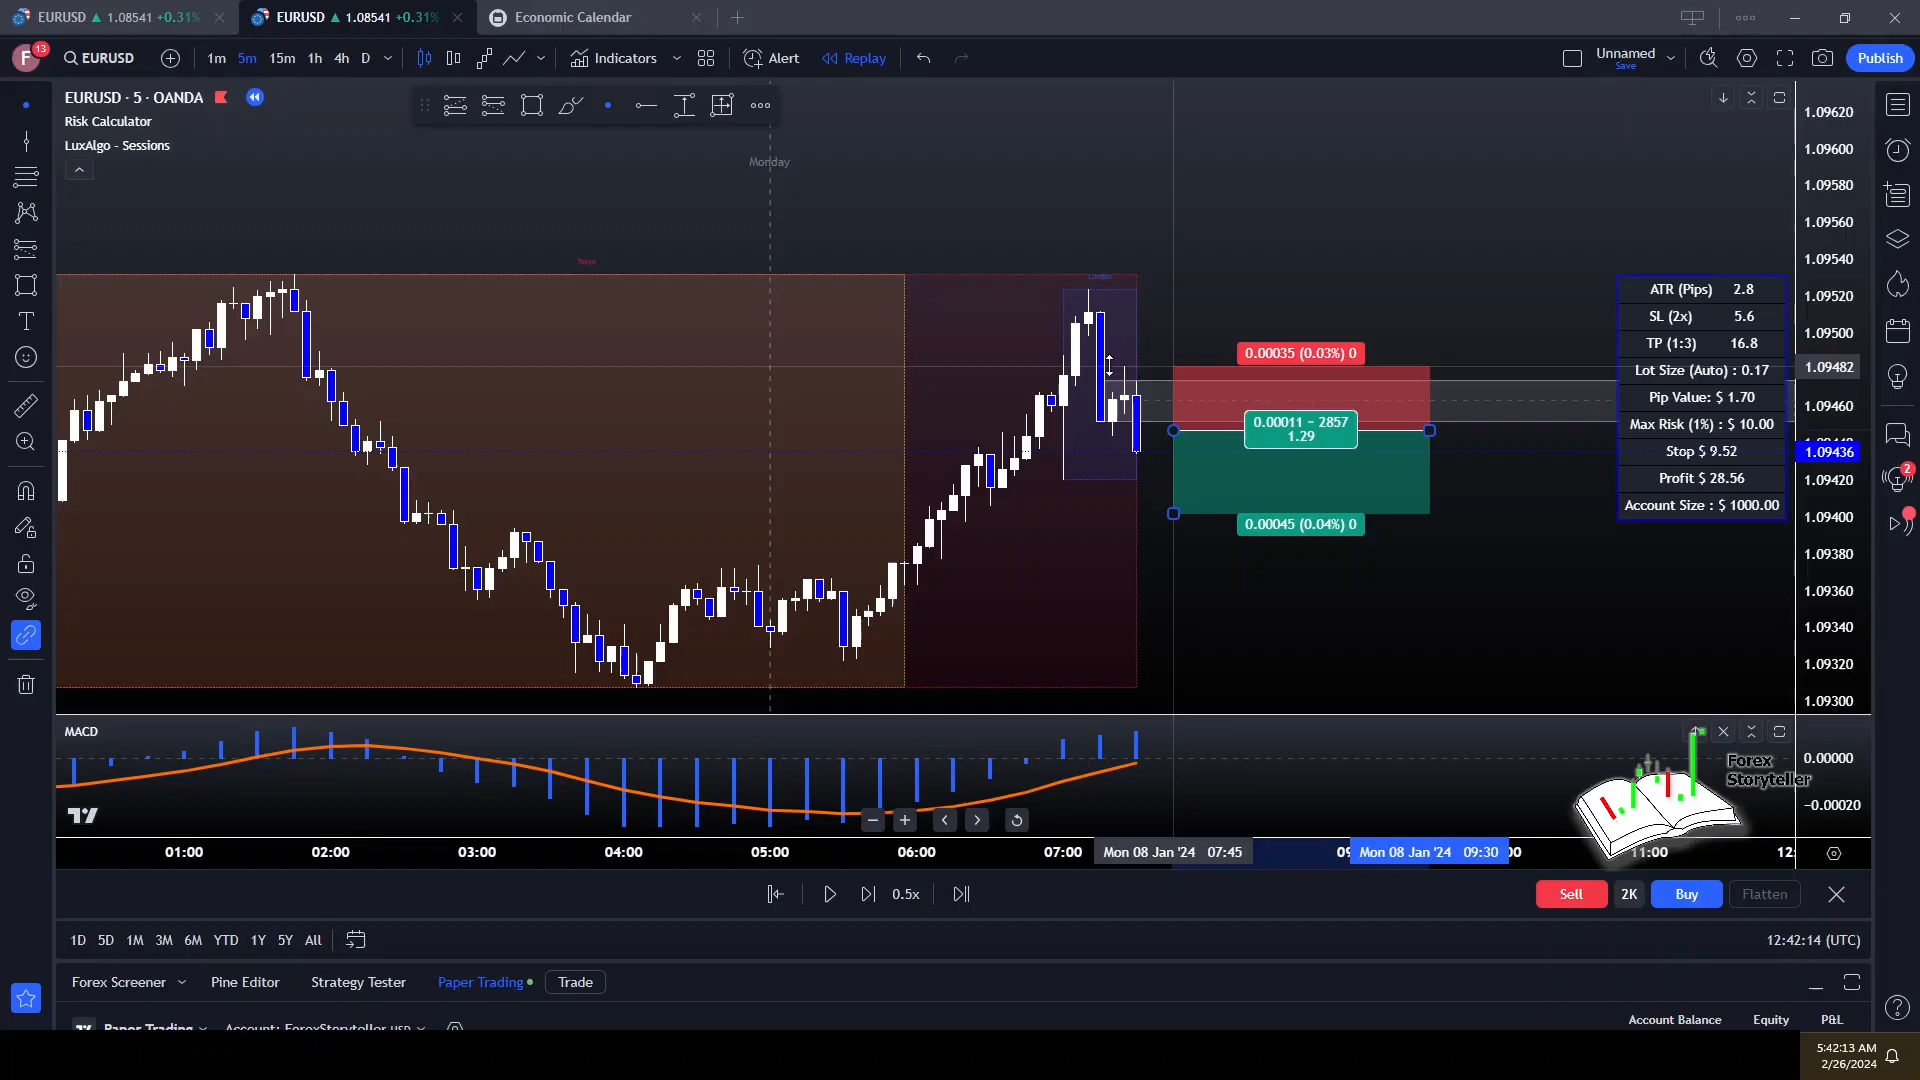 EURUSD ▲ 1.08541 +0.31%
EURUSD ▲ 1.08541 +0.31%
Economic Calendar
F 13
EURUSD
1m 5m 15m 1h 4h D
Indicators
Alert
Replay
Unnamed
Save
Publish
EURUSD · 5 · OANDA
Risk Calculator
LuxAlgo - Sessions
Monday
Tokyo
London
0.00035 (0.03%) 0
0.00011 ~ 2857
1.29
0.00045 (0.04%) 0
ATR (Pips) 2.8
SL (2x) 5.6
TP (1:3) 16.8
Lot Size (Auto) : 0.17
Pip Value: $ 1.70
Max Risk (1%) : $ 10.00
Stop $ 9.52
Profit $ 28.56
Account Size : $ 1000.00
1.09620
1.09600
1.09580
1.09560
1.09540
1.09520
1.09500
1.09482
1.09460
1.09436
1.09420
1.09400
1.09380
1.09360
1.09340
1.09320
1.09300
2
MACD
Forex
Storyteller
0.00000
-0.00020
01:00 02:00 03:00 04:00 05:00 06:00 07:00 Mon 08 Jan '24 07:45 Mon 08 Jan '24 09:30 11:00
0.5x
Sell 2K Buy Flatten
1D 5D 1M 3M 6M YTD 1Y 5Y All
12:42:14 (UTC)
Forex Screener Pine Editor Strategy Tester Paper Trading Trade
Paper Trading Account: ForexStoryteller USD
Account Balance Equity P&L
5:42:13 AM
2/26/2024